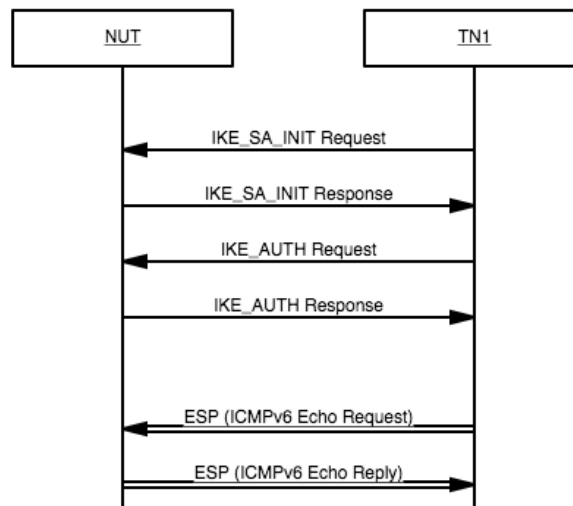 NUT
TN1
IKE_SA_INIT Request
IKE_SA_INIT Response
IKE_AUTH Request
IKE_AUTH Response
ESP (ICMPv6 Echo Request)
ESP (ICMPv6 Echo Reply)